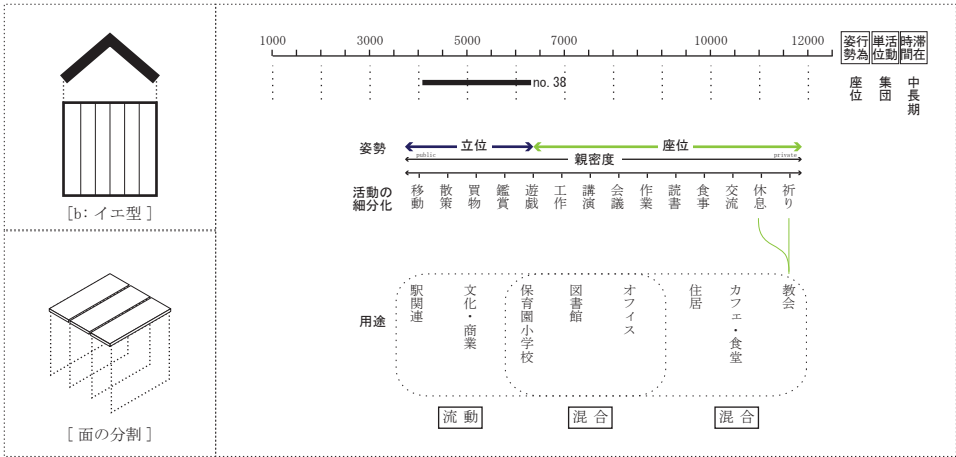 [b: イエ型 ]
[ 面の分割 ]
1000 3000 5000 7000 10000 12000
no. 38
行為姿勢
活動単位
滞在時間
座位
集団
中長期
姿勢
立位
座位
public
親密度
private
活動の細分化
移動
散策
買物
鑑賞
遊戯
工作
講演
会議
作業
読書
食事
交流
休息
祈り
用途
駅関連
文化・商業
保育園小学校
図書館
オフィス
住居
カフェ・食堂
教会
流動
混合
混合